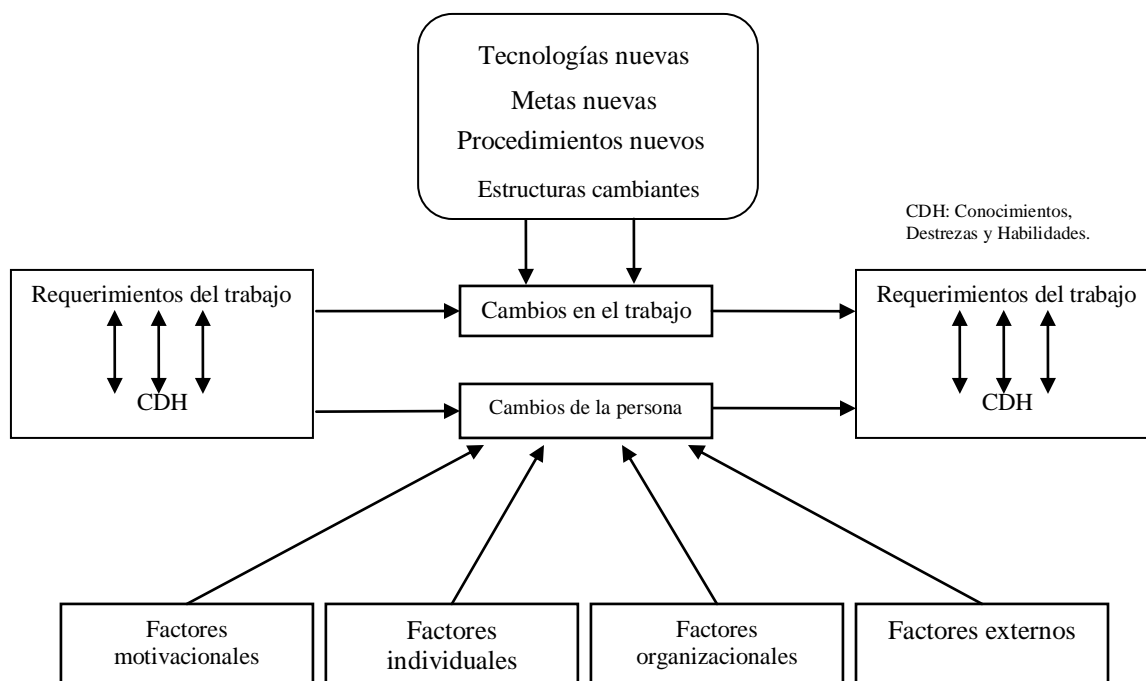 Tecnologías nuevas
Metas nuevas
Procedimientos nuevos
Estructuras cambiantes
CDH: Conocimientos,
Destrezas y Habilidades.
Requerimientos del trabajo
CDH
Cambios en el trabajo
Cambios de la persona
Requerimientos del trabajo
CDH
Factores
motivacionales
Factores
individuales
Factores
organizacionales
Factores externos